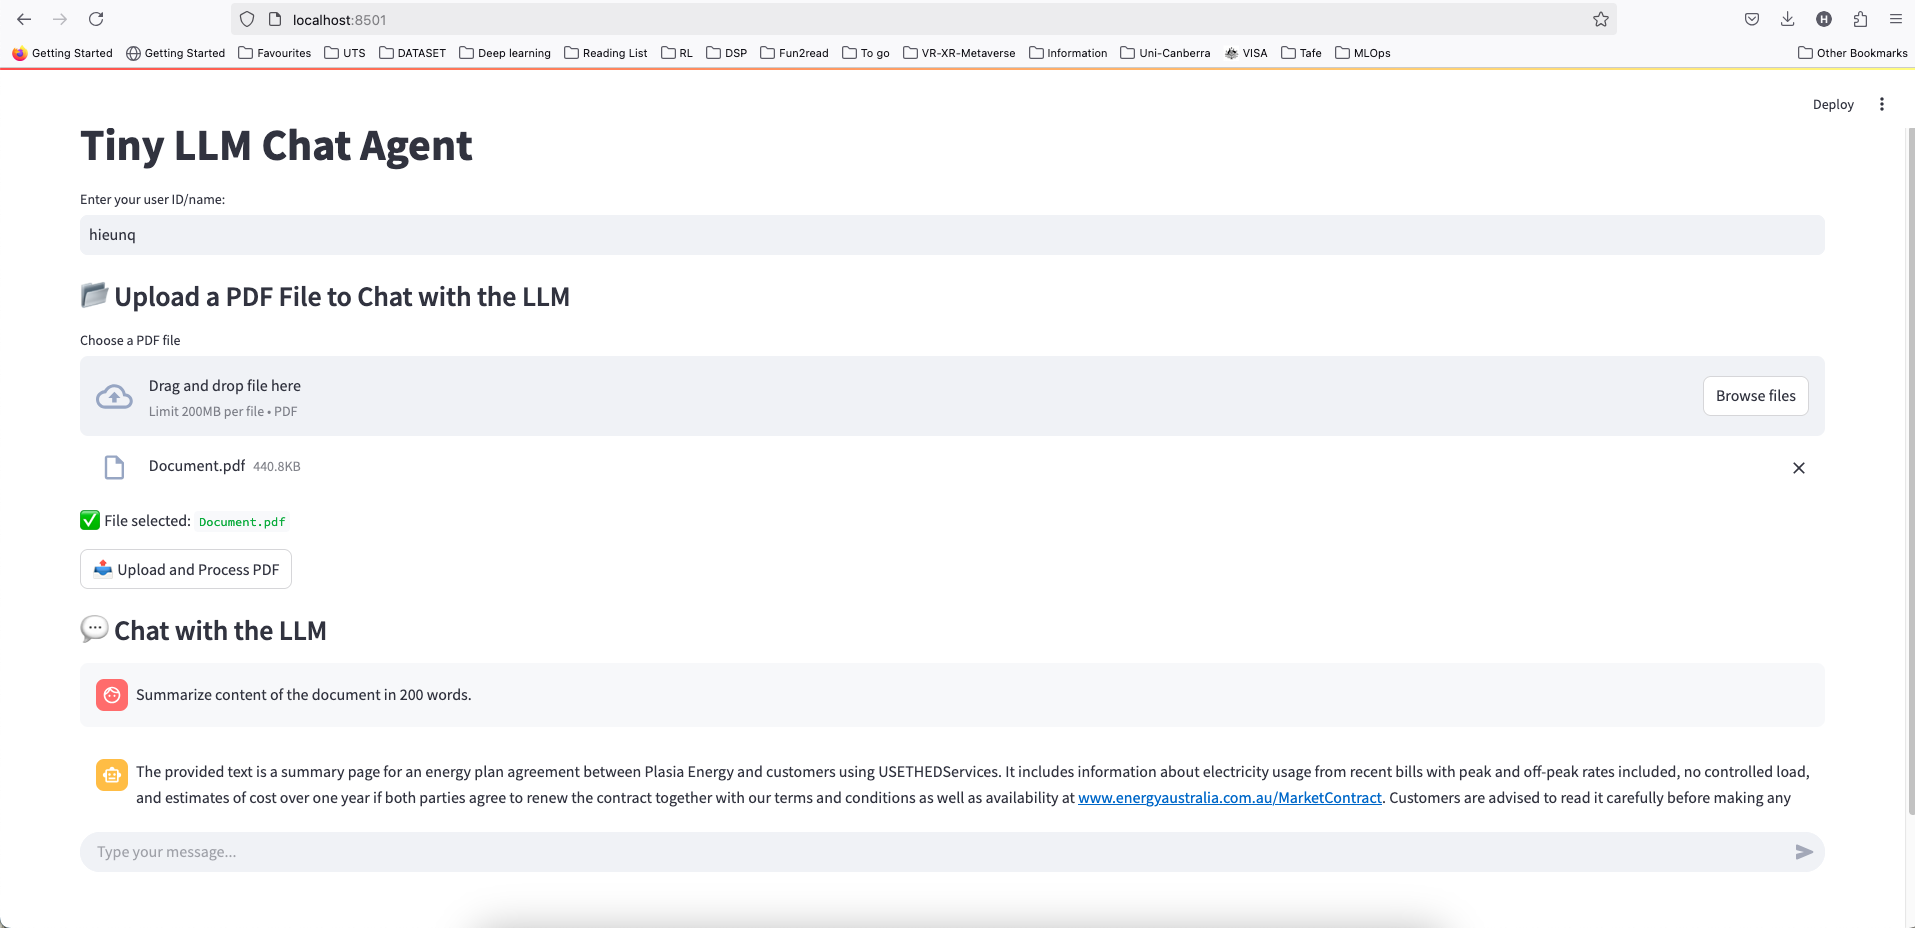 localhost:8501
Getting Started Getting Started Favourites UTS DATASET Deep learning Reading List RL DSP Fun2read To go VR-XR-Metaverse Information Uni-Canberra VISA Tafe MLOps Other Bookmarks
Deploy
Tiny LLM Chat Agent
Enter your user ID/name:
hieunq
Upload a PDF File to Chat with the LLM
Choose a PDF file
Drag and drop file here
Limit 200MB per file • PDF
Browse files
Document.pdf 440.8KB
File selected: Document.pdf
Upload and Process PDF
Chat with the LLM
Summarize content of the document in 200 words.
The provided text is a summary page for an energy plan agreement between Plasia Energy and customers using USETHEDServices. It includes information about electricity usage from recent bills with peak and off-peak rates included, no controlled load,
and estimates of cost over one year if both parties agree to renew the contract together with our terms and conditions as well as availability at www.energyaustralia.com.au/MarketContract. Customers are advised to read it carefully before making any
Type your message...